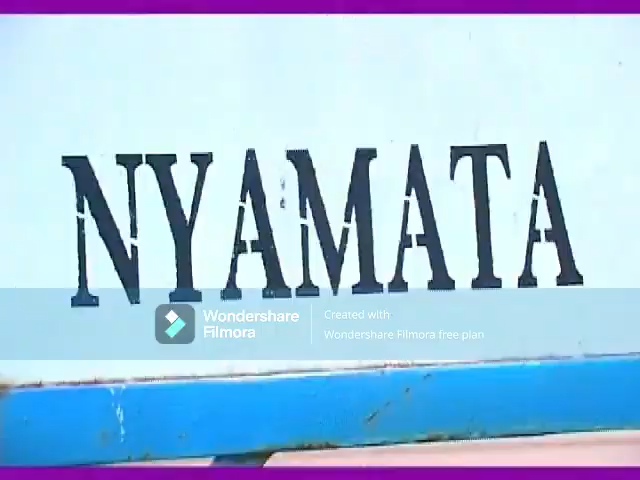 NYAMATA
Wondershare
Filmora
Created with
Wondershare Filmora free plan